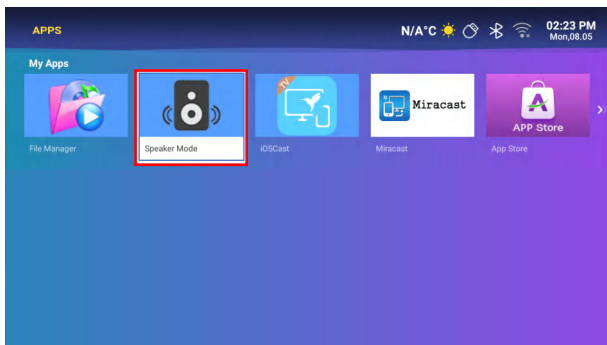 APPS
N/A°C
02:23 PM
Mon,08.05
My Apps
TV
Miracast
APP Store
File Manager
Speaker Mode
iOSCast
Miracast
App Store